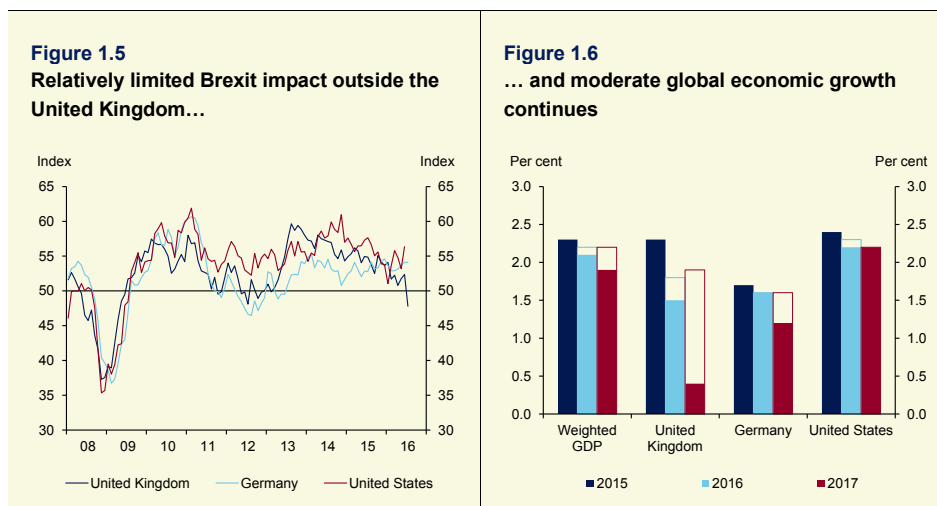 Figure 1.5
Relatively limited Brexit impact outside the
United Kingdom…
Index Index
65 65
60 60
55 55
50 50
45 45
40 40
35 35
30 30
08 09 10 11 12 13 14 15 16
United Kingdom Germany United States
Figure 1.6
… and moderate global economic growth
continues
Per cent Per cent
3.0 3.0
2.5 2.5
2.0 2.0
1.5 1.5
1.0 1.0
0.5 0.5
0.0 0.0
Weighted United Germany United States
GDP Kingdom
2015 2016 2017